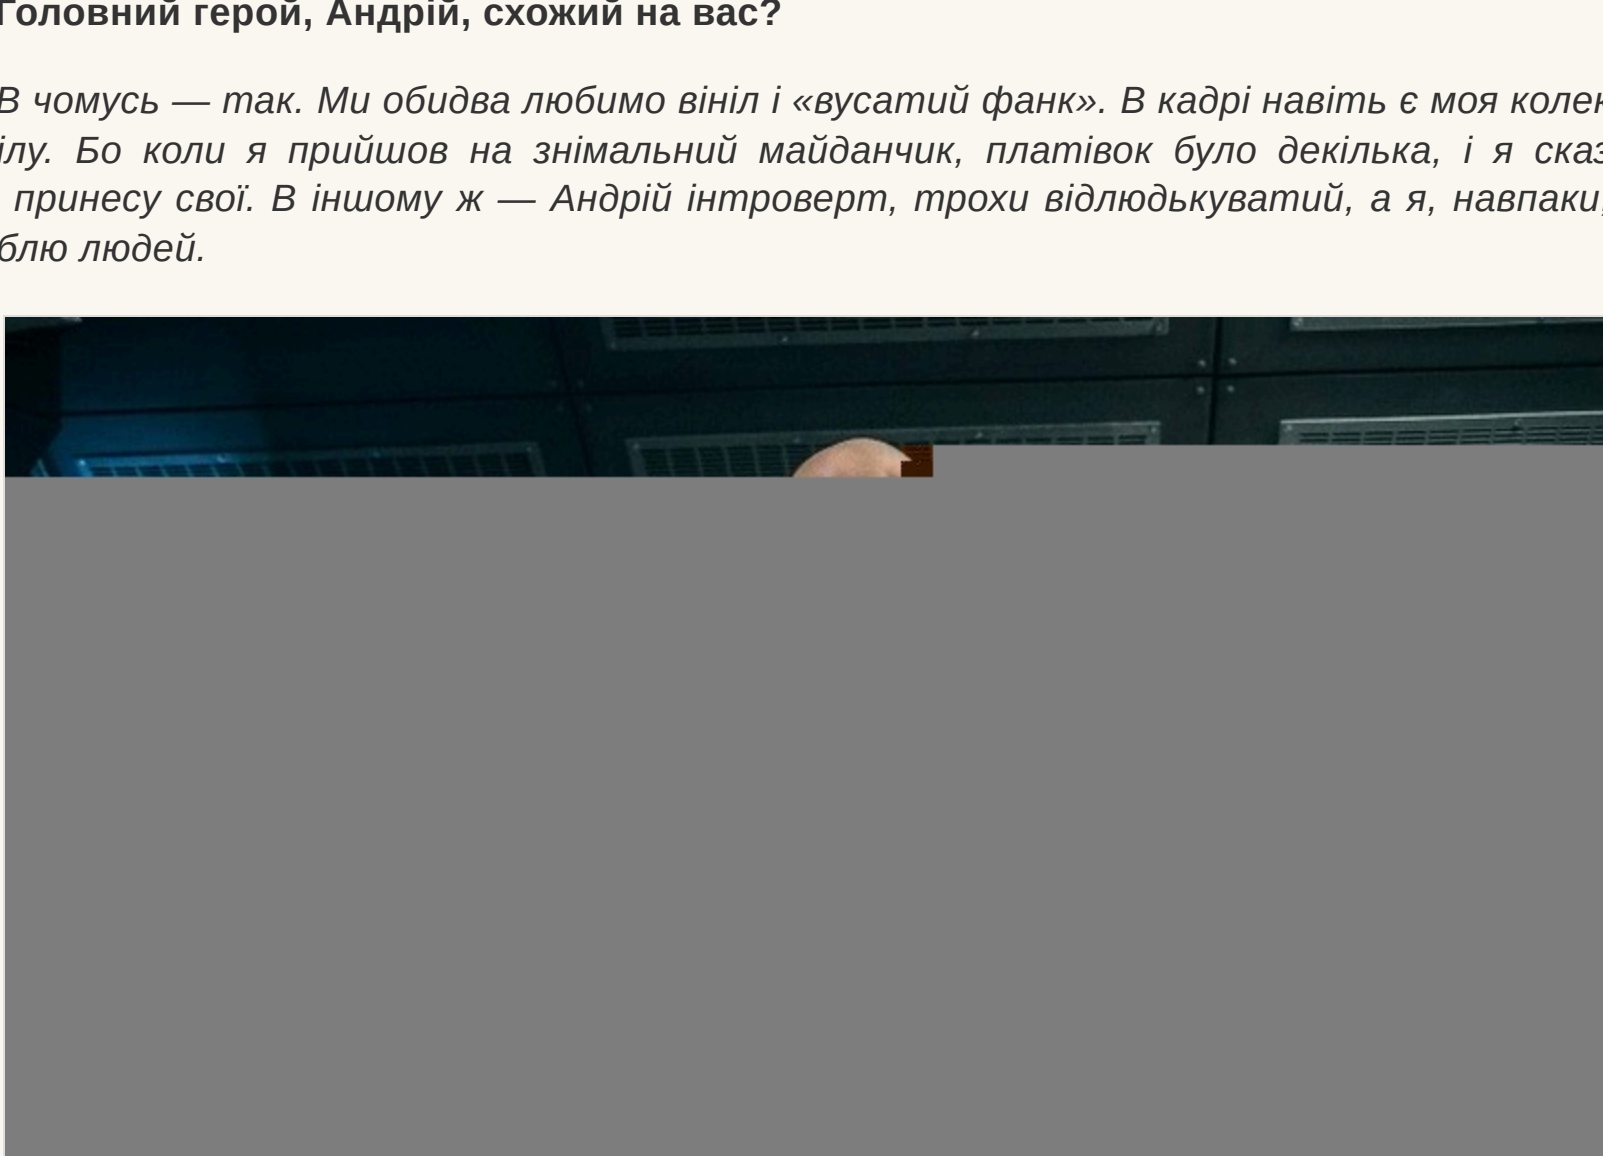 Головний герой, Андрій, схожий на вас?
В чомусь — так. Ми обидва любимо вініл і «вусатий фанк». В кадрі навіть є моя колек
ілу. Бо коли я прийшов на знімальний майданчик, платівок було декілька, і я сказ
принесу свої. В іншому ж — Андрій інтроверт, трохи відлюдькуватий, а я, навпаки,
блю людей.